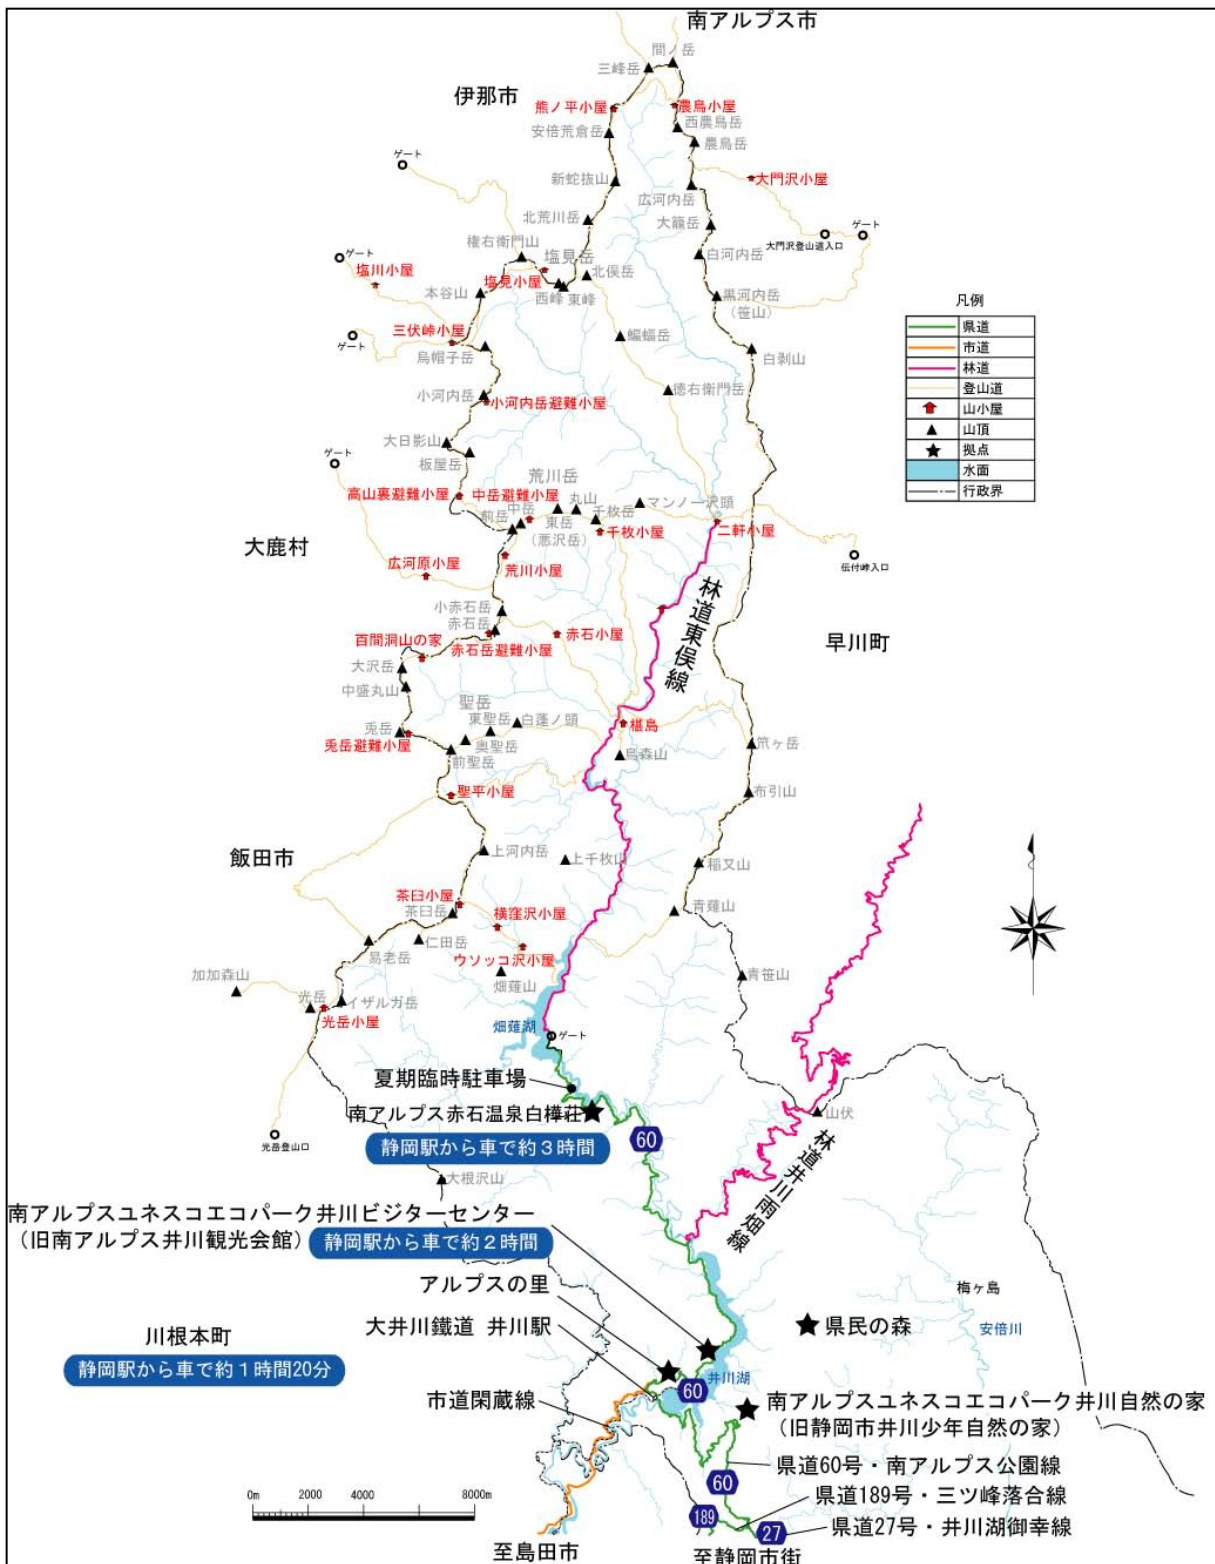 南アルプス市
間ノ岳
三峰岳
伊那市
熊ノ平小屋
農鳥小屋
安倍荒倉岳
西農鳥岳
農鳥岳
ゲート
新蛇抜山
大門沢小屋
広河内岳
北荒川岳
大籠岳
大門沢登山道入口
ゲート
権右衛門山
塩見岳
白河内岳
ゲート
塩川小屋
塩見小屋
北俣岳
西峰
東峰
本谷山
黒河内岳
（笹山）
三伏峠小屋
ゲート
烏帽子岳
蝙蝠岳
白剥山
凡例
県道
市道
林道
登山道
山小屋
山頂
拠点
水面
行政界
小河内岳
小河内岳避難小屋
徳右衛門岳
大日影山
板屋岳
ゲート
荒川岳
高山裏避難小屋
中岳避難小屋
マンノー沢頭
前岳
中岳
丸山
東岳
（悪沢岳）
千枚岳
千枚小屋
二軒小屋
伝付峠入口
大鹿村
広河原小屋
荒川小屋
林道東俣線
小赤石岳
赤石岳
赤石小屋
百間洞山の家
赤石岳避難小屋
早川町
大沢岳
中盛丸山
聖岳
東聖岳
白蓬ノ頭
椹島
兎岳
兎岳避難小屋
奥聖岳
前聖岳
鳥森山
笊ヶ岳
聖平小屋
布引山
飯田市
上河内岳
上千枚山
稲又山
茶臼小屋
茶臼岳
横窪沢小屋
青薙山
仁田岳
易老岳
ウソッコ沢小屋
畑薙山
青笹山
加加森山
光岳
イザルガ岳
光岳小屋
畑薙湖
ゲート
夏期臨時駐車場
南アルプス赤石温泉白樺荘
山伏
光岳登山口
静岡駅から車で約３時間
60
林道井川雨畑線
大根沢山
南アルプスユネスコエコパーク井川ビジターセンター
（旧南アルプス井川観光会館）
静岡駅から車で約２時間
アルプスの里
梅ヶ島
大井川鐵道 井川駅
県民の森
安倍川
川根本町
静岡駅から車で約１時間20分
井川湖
60
市道閑蔵線
南アルプスユネスコエコパーク井川自然の家
（旧静岡市井川少年自然の家）
県道60号・南アルプス公園線
60
県道189号・三ツ峰落合線
0m 2000 4000 8000m
189
27
県道27号・井川湖御幸線
至島田市
至静岡市街